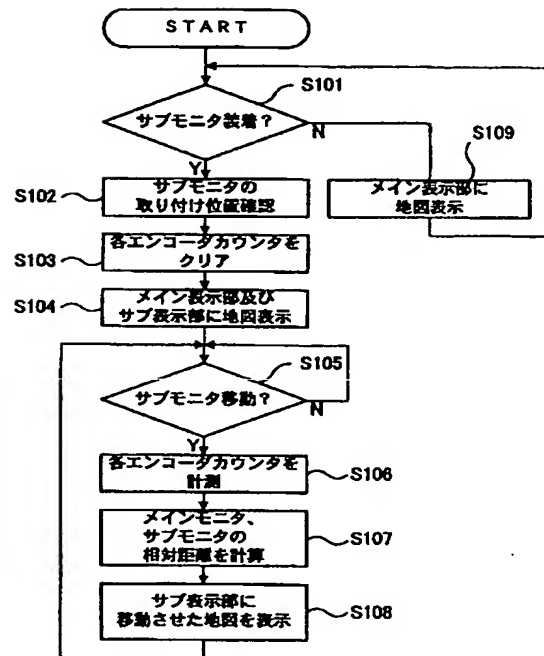 START
S101
サブモニタ装着?
N
S109
Y
メイン表示部に
地図表示
S102
サブモニタの
取り付け位置確認
S103
各エンコーダカウンタを
クリア
S104
メイン表示部及び
サブ表示部に地図表示
S105
サブモニタ移動?
N
Y
各エンコーダカウンタを
計測
S106
メインモニタ、
サブモニタの
相対距離を計算
S107
サブ表示部に
移動させた地図を表示
S108